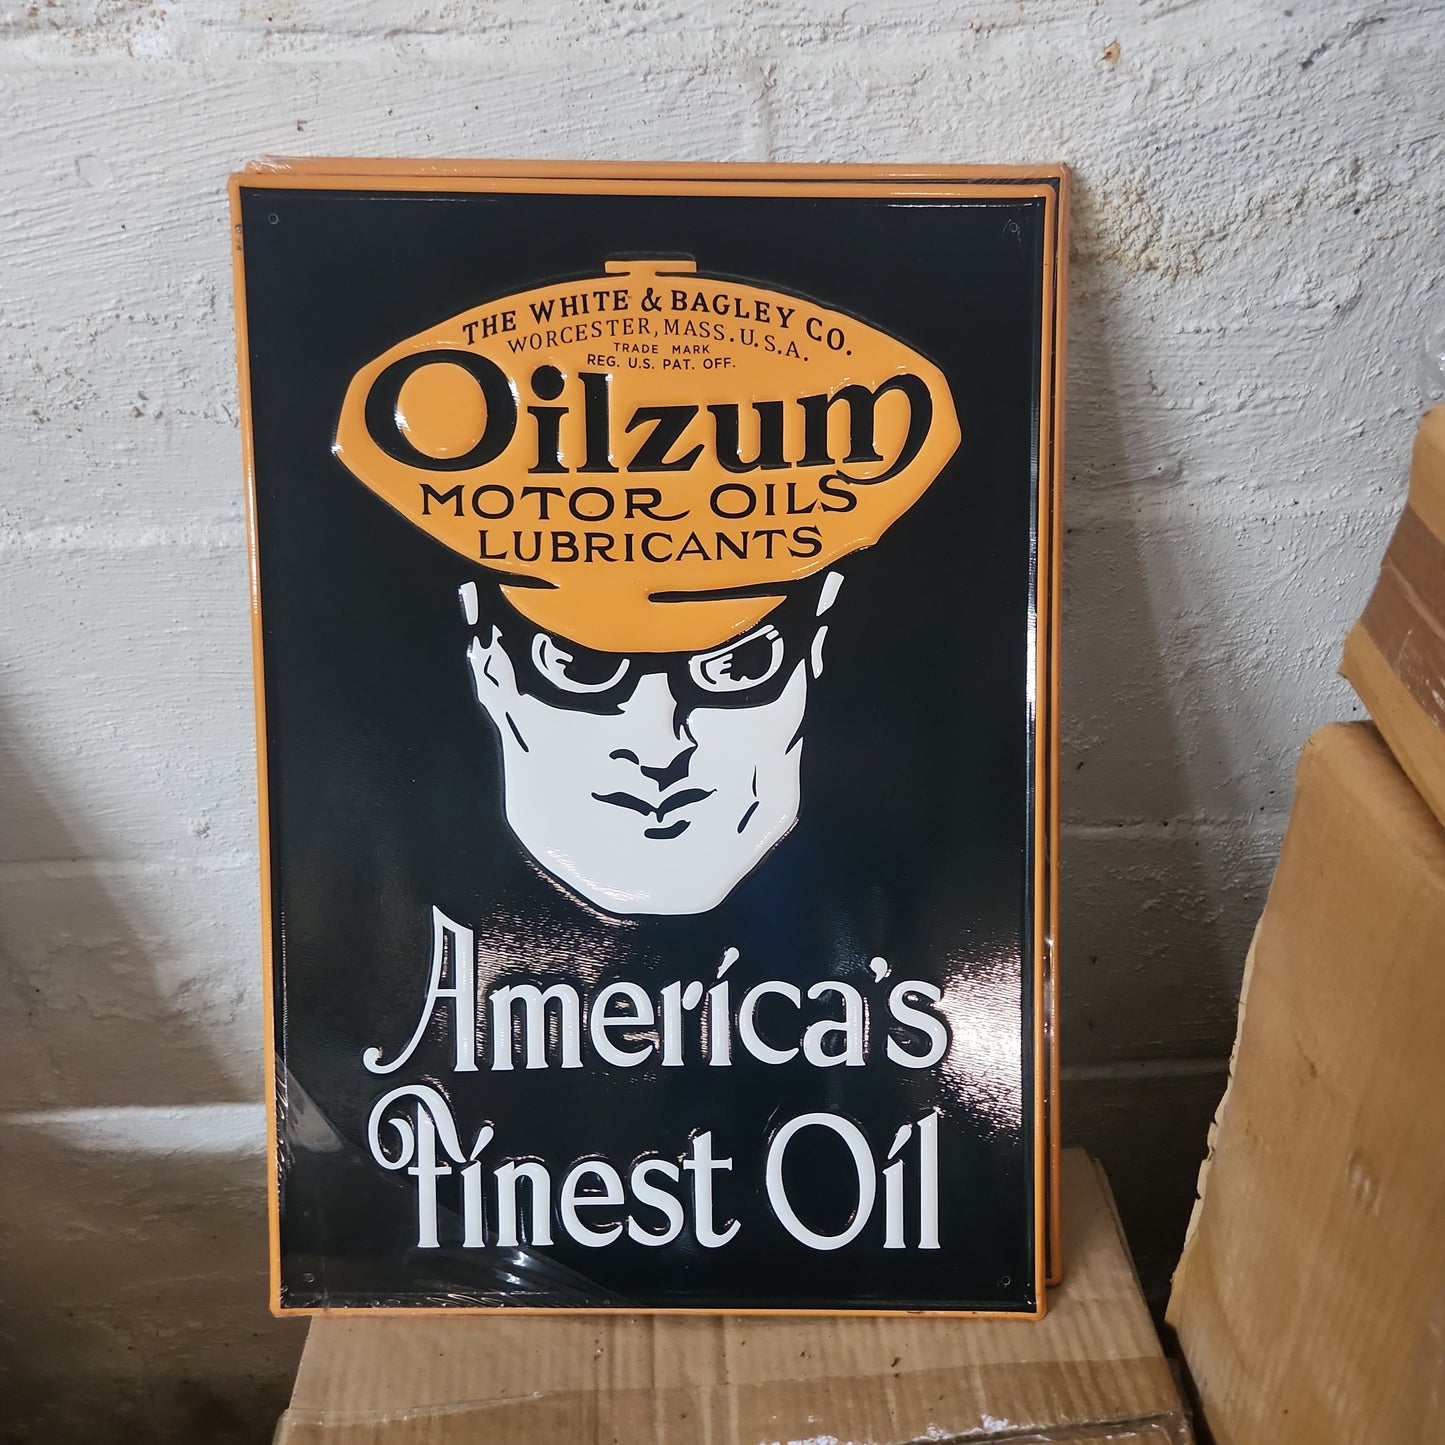 THE WHITE & BAGLEY CO.
WORCESTER, MASS. U.S.A.
TRADE MARK
REG. U.S. PAT. OFF.
Oilzum
MOTOR OILS
LUBRICANTS
America's
Finest Oil